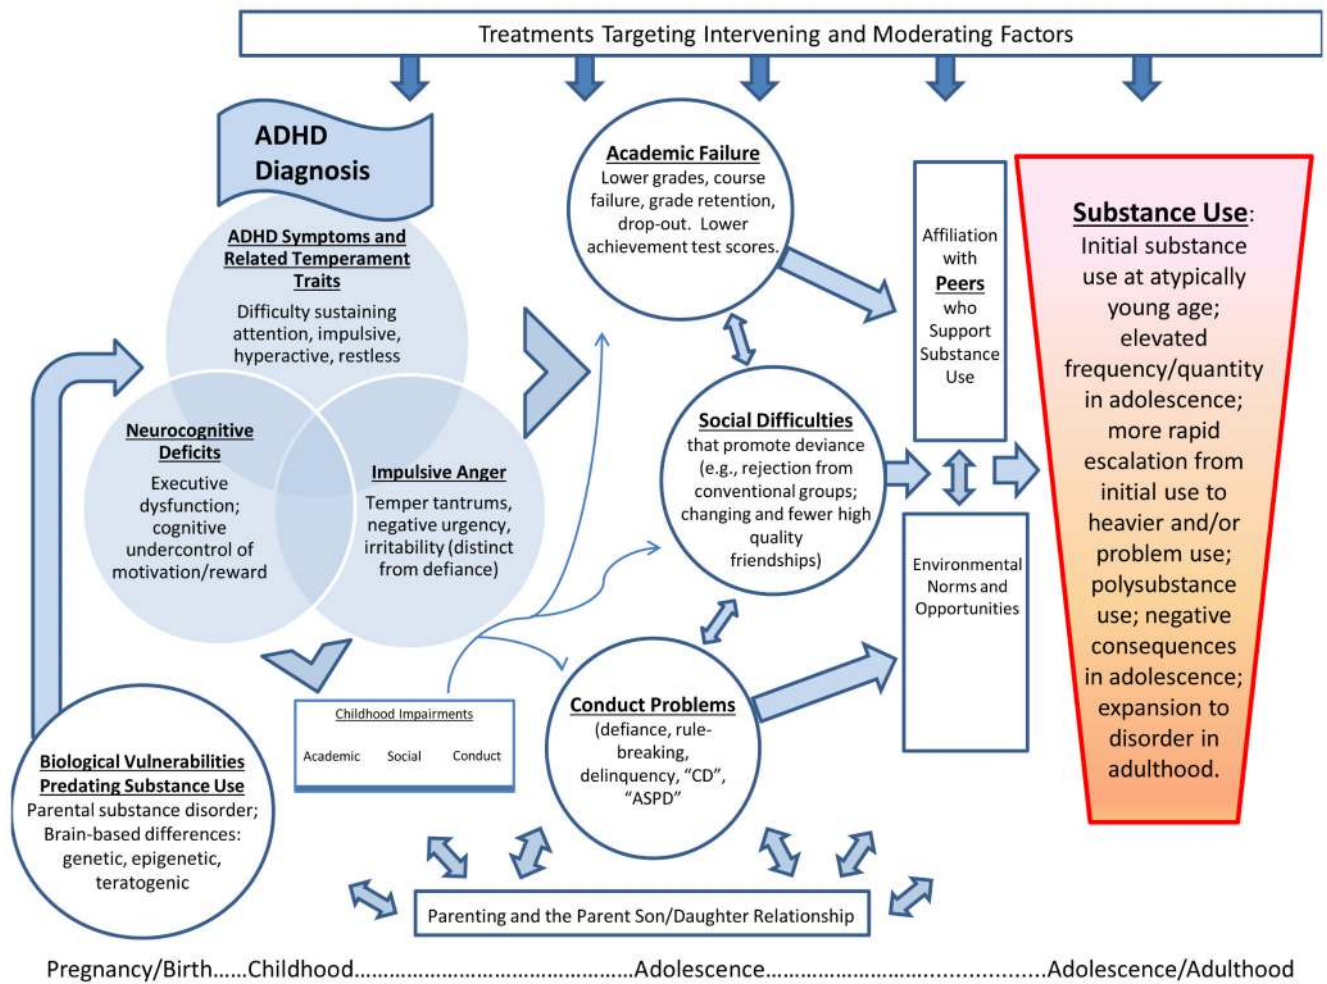 Treatments Targeting Intervening and Moderating Factors
ADHD
Diagnosis
ADHD Symptoms and
Related Temperament
Traits
Difficulty sustaining
attention, impulsive,
hyperactive, restless
Neurocognitive
Deficits
Executive
dysfunction;
cognitive
undercontrol of
motivation/reward
Impulsive Anger
Temper tantrums,
negative urgency,
irritability (distinct
from defiance)
Biological Vulnerabilities
Predating Substance Use
Parental substance disorder;
Brain-based differences:
genetic, epigenetic,
teratogenic
Childhood Impairments
Academic Social Conduct
Academic Failure
Lower grades, course
failure, grade retention,
drop-out. Lower
achievement test scores.
Social Difficulties
that promote deviance
(e.g., rejection from
conventional groups;
changing and fewer high
quality
friendships)
Conduct Problems
(defiance, rule-
breaking,
delinquency, “CD”,
“ASPD”
Affiliation
with
Peers
who
Support
Substance
Use
Environmental
Norms and
Opportunities
Substance Use:
Initial substance
use at atypically
young age;
elevated
frequency/quantity
in adolescence;
more rapid
escalation from
initial use to
heavier and/or
problem use;
polysubstance
use; negative
consequences
in adolescence;
expansion to
disorder in
adulthood.
Parenting and the Parent Son/Daughter Relationship
Pregnancy/Birth……Childhood……………………………………………Adolescence……………………………………………Adolescence/Adulthood